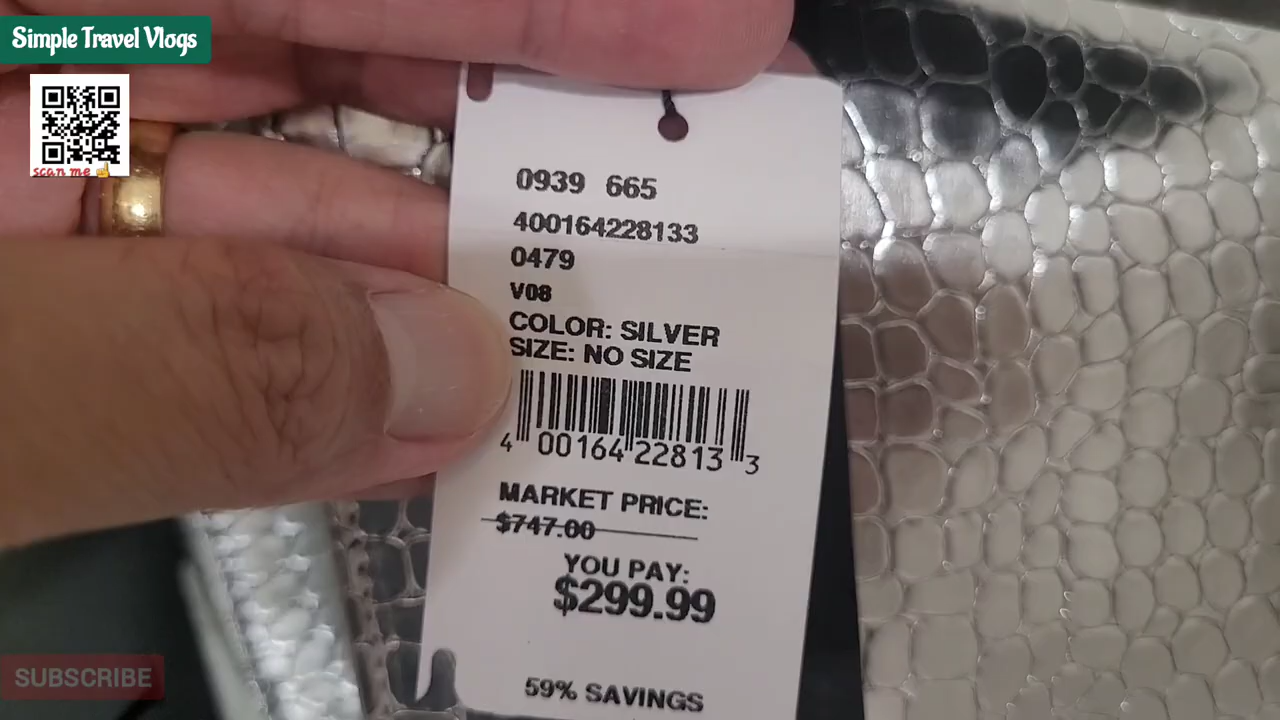 Simple Travel Vlogs
scan me
0939 665
400164228133
0479
V08
COLOR: SILVER
SIZE: NO SIZE
4 00164 22813 3
MARKET PRICE:
$747.00
YOU PAY:
$299.99
59% SAVINGS
SUBSCRIBE